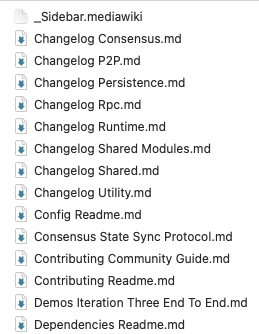 _Sidebar.mediawiki
Changelog Consensus.md
Changelog P2P.md
Changelog Persistence.md
Changelog Rpc.md
Changelog Runtime.md
Changelog Shared Modules.md
Changelog Shared.md
Changelog Utility.md
Config Readme.md
Consensus State Sync Protocol.md
Contributing Community Guide.md
Contributing Readme.md
Demos Iteration Three End To End.md
Dependencies Readme.md